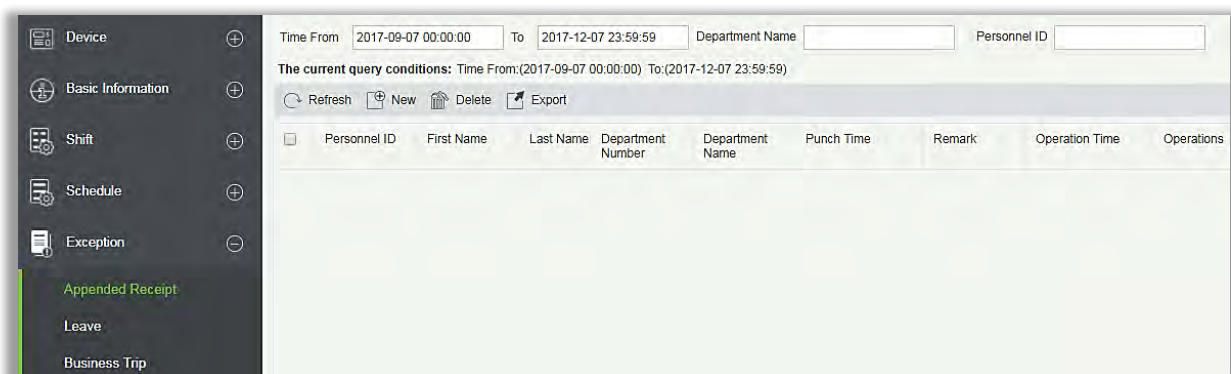 Device
Basic Information
Shift
Schedule
Exception
Appended Receipt
Leave
Business Trip
Time From 2017-09-07 00:00:00 To 2017-12-07 23:59:59 Department Name Personnel ID
The current query conditions: Time From:(2017-09-07 00:00:00) To:(2017-12-07 23:59:59)
Refresh New Delete Export
Personnel ID First Name Last Name Department Number Department Name Punch Time Remark Operation Time Operations